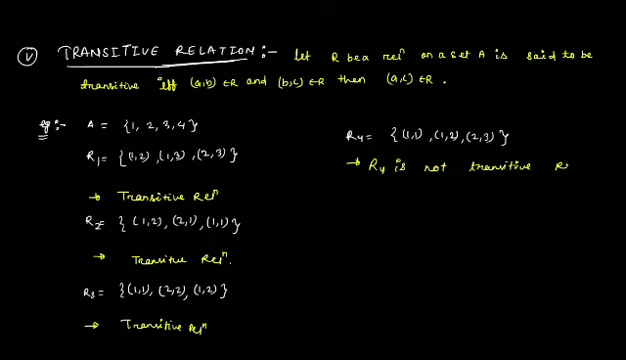 (v) TRANSITIVE RELATION :- let R be a relⁿ on a set A is said to be
transitive iff (a,b) ∈ R and (b,c) ∈ R then (a,c) ∈ R.
eg:- A = {1, 2, 3, 4}
R₁ = {(1,2), (1,3), (2,3)}
→ Transitive Relⁿ
R₂ = {(1,2), (2,1), (1,1)}
→ Transitive Relⁿ.
R₃ = {(1,1), (2,2), (1,2)}
→ Transitive Relⁿ
R₄ = {(1,1), (1,2), (2,3)}
→ R₄ is not transitive R